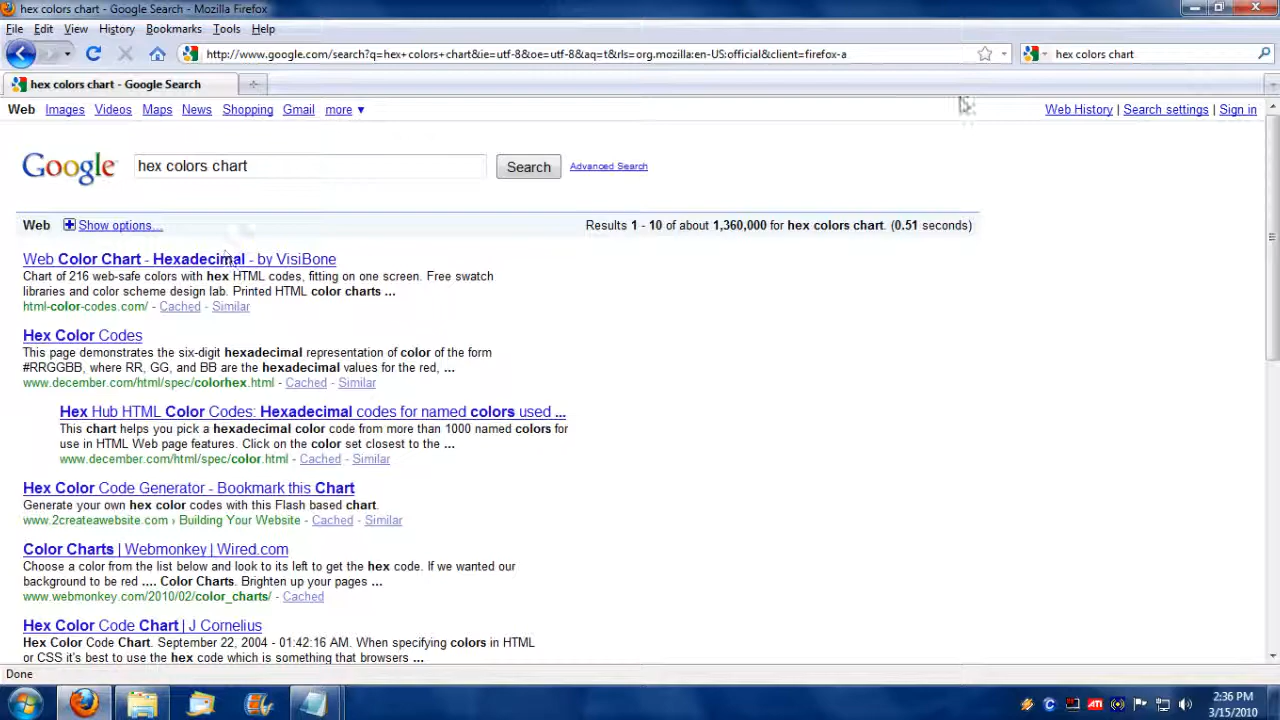 hex colors chart - Google Search - Mozilla Firefox
File Edit View History Bookmarks Tools Help
http://www.google.com/search?q=hex+colors+chart&ie=utf-8&oe=utf-8&aq=t&rls=org.mozilla:en-US:official&client=firefox-a
hex colors chart
hex colors chart - Google Search
Web Images Videos Maps News Shopping Gmail more ▼
Web History | Search settings | Sign in
Google hex colors chart Search Advanced Search
Web Show options... Results 1 - 10 of about 1,360,000 for hex colors chart. (0.51 seconds)
Web Color Chart - Hexadecimal - by VisiBone
Chart of 216 web-safe colors with hex HTML codes, fitting on one screen. Free swatch
libraries and color scheme design lab. Printed HTML color charts ...
html-color-codes.com/ - Cached - Similar
Hex Color Codes
This page demonstrates the six-digit hexadecimal representation of color of the form
#RRGGBB, where RR, GG, and BB are the hexadecimal values for the red, ...
www.december.com/html/spec/colorhex.html - Cached - Similar
Hex Hub HTML Color Codes: Hexadecimal codes for named colors used ...
This chart helps you pick a hexadecimal color code from more than 1000 named colors for
use in HTML Web page features. Click on the color set closest to the ...
www.december.com/html/spec/color.html - Cached - Similar
Hex Color Code Generator - Bookmark this Chart
Generate your own hex color codes with this Flash based chart.
www.2createawebsite.com › Building Your Website - Cached - Similar
Color Charts | Webmonkey | Wired.com
Choose a color from the list below and look to its left to get the hex code. If we wanted our
background to be red .... Color Charts. Brighten up your pages ...
www.webmonkey.com/2010/02/color_charts/ - Cached
Hex Color Code Chart | J Cornelius
Hex Color Code Chart. September 22, 2004 - 01:42:16 AM. When specifying colors in HTML
or CSS it's best to use the hex code which is something that browsers ...
Done
ATI
2:36 PM
3/15/2010